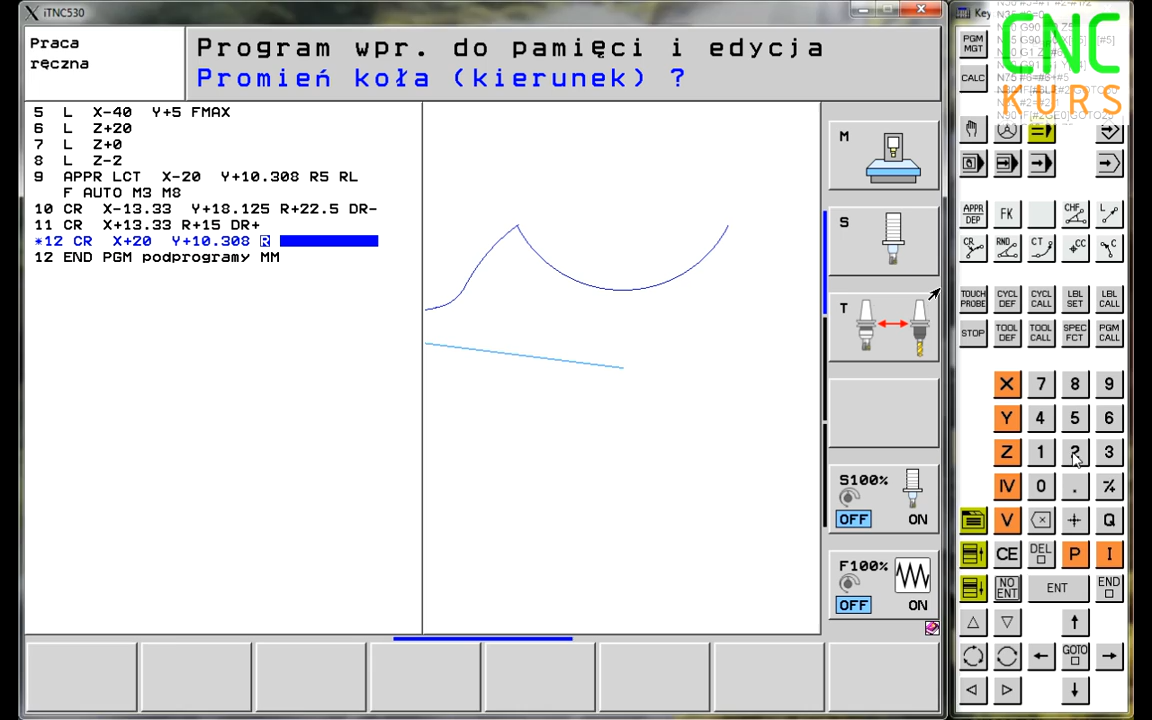 iTNC530
Key
Praca
ręczna
Program wpr. do pamięci i edycja
Promień koła (kierunek) ?
CNC
KURS
5 L X-40 Y+5 FMAX
6 L Z+20
7 L Z+0
8 L Z-2
9 APPR LCT X-20 Y+10.308 R5 RL
F AUTO M3 M8
10 CR X-13.33 Y+18.125 R+22.5 DR-
11 CR X+13.33 R+15 DR+
*12 CR X+20 Y+10.308 R
12 END PGM podprogramy MM
M
S
T
S100%
OFF ON
F100%
OFF ON
PGM
MGT
CALC
APPR
DEP
FK
CHF
L
CR
RND
CT
CC
C
TOUCH
PROBE
CYCL
DEF
CYCL
CALL
LBL
SET
LBL
CALL
STOP
TOOL
DEF
TOOL
CALL
SPEC
FCT
PGM
CALL
X 7 8 9
Y 4 5 6
Z 1 2 3
IV 0 .
V Q
CE
DEL
P I
NO
ENT
ENT
END
GOTO